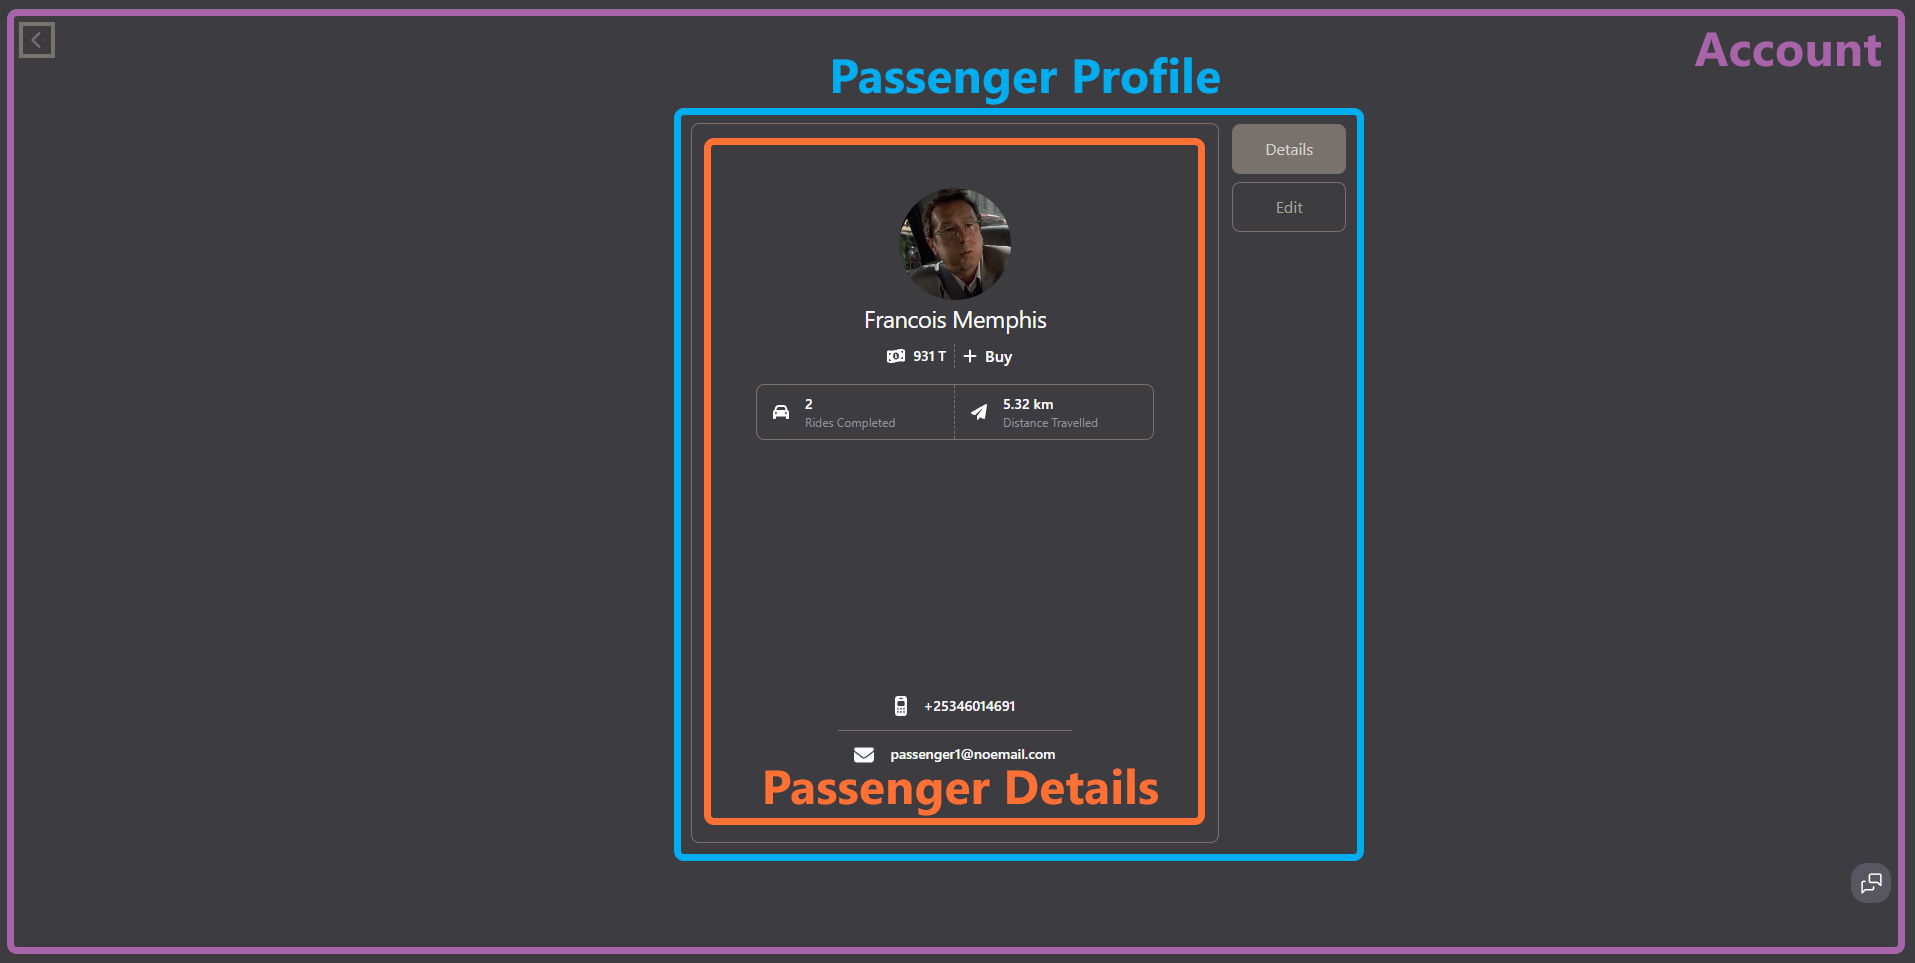 Account
Passenger Profile
Details
Edit
Francois Memphis
931 T
Buy
2
Rides Completed
5.32 km
Distance Travelled
+25346014691
passenger1@noemail.com
Passenger Details